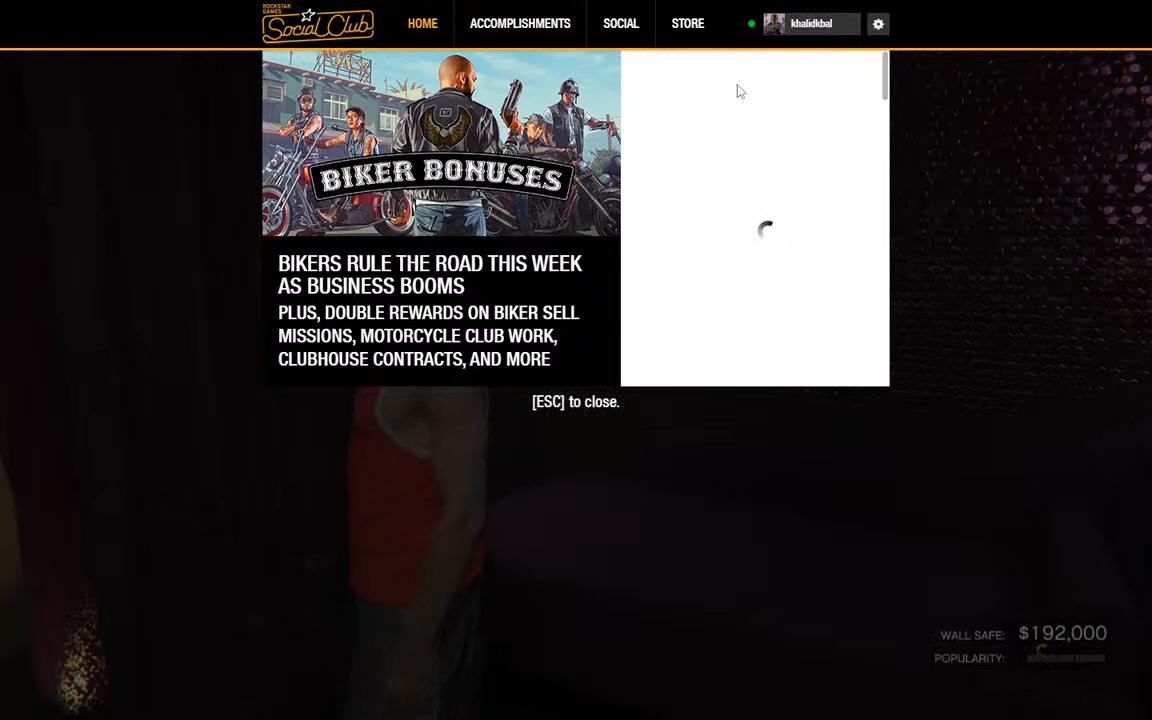 ROCKSTAR
GAMES
Social Club
HOME
ACCOMPLISHMENTS
SOCIAL
STORE
khalidkbal
BIKER BONUSES
BIKERS RULE THE ROAD THIS WEEK
AS BUSINESS BOOMS
PLUS, DOUBLE REWARDS ON BIKER SELL
MISSIONS, MOTORCYCLE CLUB WORK,
CLUBHOUSE CONTRACTS, AND MORE
[ESC] to close.
WALL SAFE: $192,000
POPULARITY: